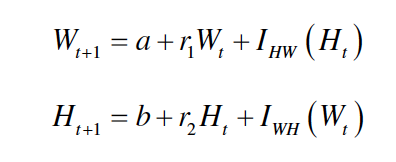 W_{t+1} = a + r_1 W_t + I_{HW} (H_t)
H_{t+1} = b + r_2 H_t + I_{WH} (W_t)